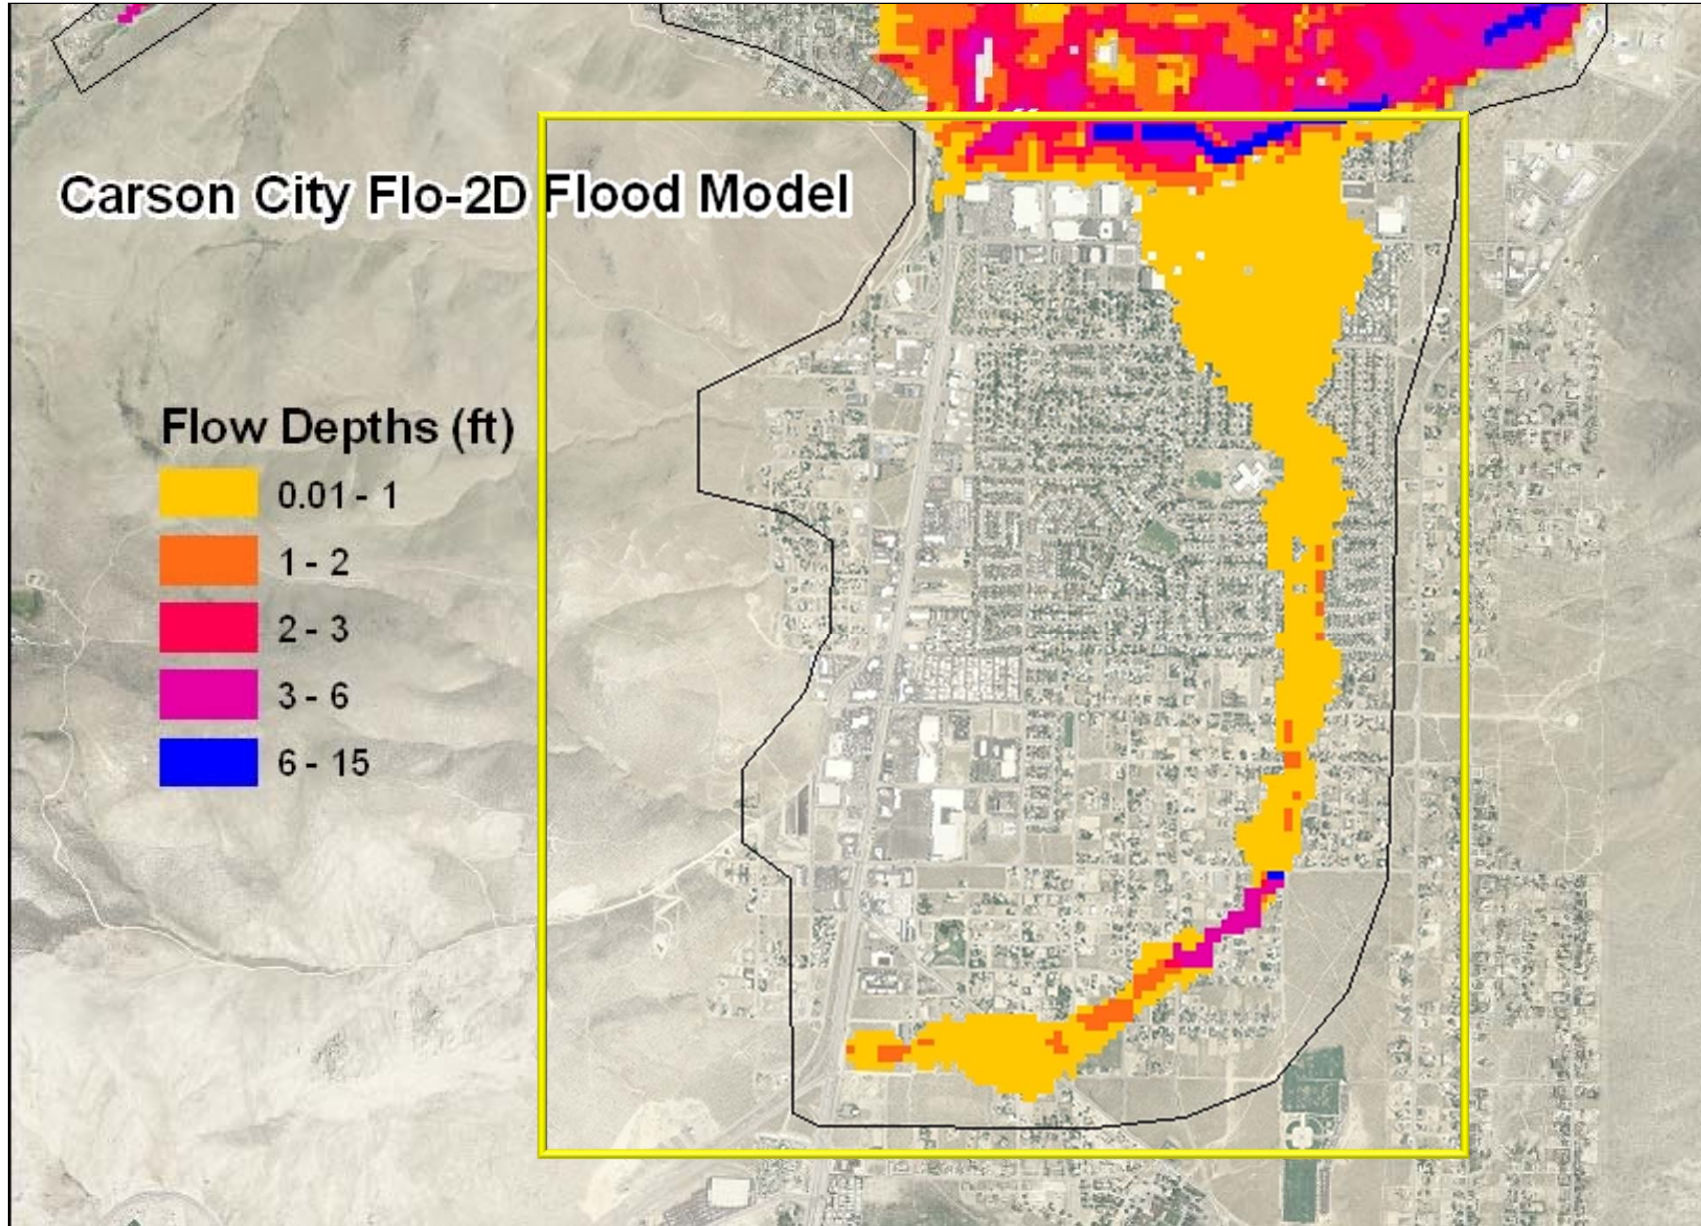 Carson City Flo-2D Flood Model
Flow Depths (ft)
0.01 - 1
1 - 2
2 - 3
3 - 6
6 - 15